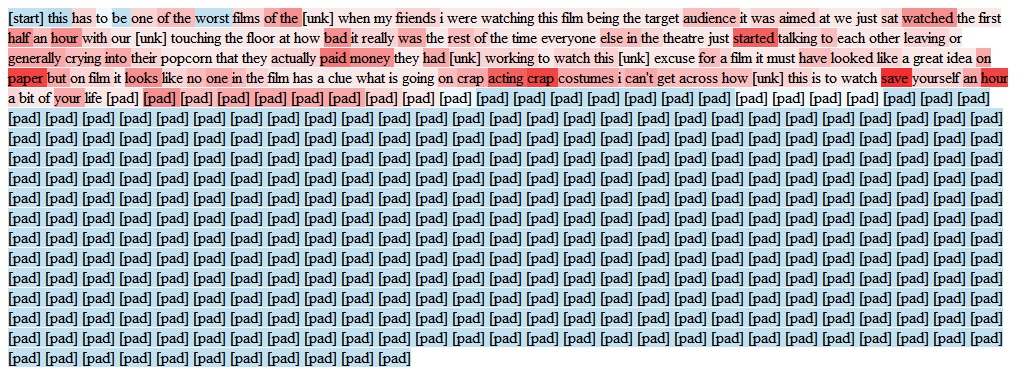 [start] this has to be one of the worst films of the [unk] when my friends i were watching this film being the target audience it was aimed at we just sat watched the first
half an hour with our [unk] touching the floor at how bad it really was the rest of the time everyone else in the theatre just started talking to each other leaving or
generally crying into their popcorn that they actually paid money they had [unk] working to watch this [unk] excuse for a film it must have looked like a great idea on
paper but on film it looks like no one in the film has a clue what is going on crap acting crap costumes i can't get across how [unk] this is to watch save yourself an hour
a bit of your life [pad] [pad] [pad] [pad] [pad] [pad] [pad] [pad] [pad] [pad] [pad] [pad] [pad] [pad] [pad] [pad] [pad] [pad] [pad] [pad] [pad] [pad] [pad] [pad]
[pad] [pad] [pad] [pad] [pad] [pad] [pad] [pad] [pad] [pad] [pad] [pad] [pad] [pad] [pad] [pad] [pad] [pad] [pad] [pad] [pad] [pad] [pad] [pad] [pad] [pad] [pad]
[pad] [pad] [pad] [pad] [pad] [pad] [pad] [pad] [pad] [pad] [pad] [pad] [pad] [pad] [pad] [pad] [pad] [pad] [pad] [pad] [pad] [pad] [pad] [pad] [pad] [pad] [pad]
[pad] [pad] [pad] [pad] [pad] [pad] [pad] [pad] [pad] [pad] [pad] [pad] [pad] [pad] [pad] [pad] [pad] [pad] [pad] [pad] [pad] [pad] [pad] [pad] [pad] [pad] [pad]
[pad] [pad] [pad] [pad] [pad] [pad] [pad] [pad] [pad] [pad] [pad] [pad] [pad] [pad] [pad] [pad] [pad] [pad] [pad] [pad] [pad] [pad] [pad] [pad] [pad] [pad] [pad]
[pad] [pad] [pad] [pad] [pad] [pad] [pad] [pad] [pad] [pad] [pad] [pad] [pad] [pad] [pad] [pad] [pad] [pad] [pad] [pad] [pad] [pad] [pad] [pad] [pad] [pad] [pad]
[pad] [pad] [pad] [pad] [pad] [pad] [pad] [pad] [pad] [pad] [pad] [pad] [pad] [pad] [pad] [pad] [pad] [pad] [pad] [pad] [pad] [pad] [pad] [pad] [pad] [pad] [pad]
[pad] [pad] [pad] [pad] [pad] [pad] [pad] [pad] [pad] [pad] [pad] [pad] [pad] [pad] [pad] [pad] [pad] [pad] [pad] [pad] [pad] [pad] [pad] [pad] [pad] [pad] [pad]
[pad] [pad] [pad] [pad] [pad] [pad] [pad] [pad] [pad] [pad] [pad] [pad] [pad] [pad] [pad] [pad] [pad] [pad] [pad] [pad] [pad] [pad] [pad] [pad] [pad] [pad] [pad]
[pad] [pad] [pad] [pad] [pad] [pad] [pad] [pad] [pad] [pad] [pad] [pad] [pad] [pad] [pad] [pad] [pad] [pad] [pad] [pad] [pad] [pad] [pad] [pad] [pad] [pad] [pad]
[pad] [pad] [pad] [pad] [pad] [pad] [pad] [pad] [pad] [pad] [pad] [pad] [pad] [pad] [pad] [pad] [pad] [pad] [pad] [pad] [pad] [pad] [pad] [pad] [pad] [pad] [pad]
[pad] [pad] [pad] [pad] [pad] [pad] [pad] [pad] [pad] [pad] [pad] [pad] [pad] [pad] [pad] [pad] [pad] [pad] [pad] [pad] [pad] [pad] [pad] [pad] [pad] [pad] [pad]
[pad] [pad] [pad] [pad] [pad] [pad] [pad] [pad] [pad] [pad] [pad] [pad] [pad] [pad] [pad] [pad] [pad] [pad] [pad] [pad] [pad] [pad] [pad] [pad] [pad] [pad] [pad]
[pad] [pad] [pad] [pad] [pad] [pad] [pad] [pad] [pad] [pad] [pad]